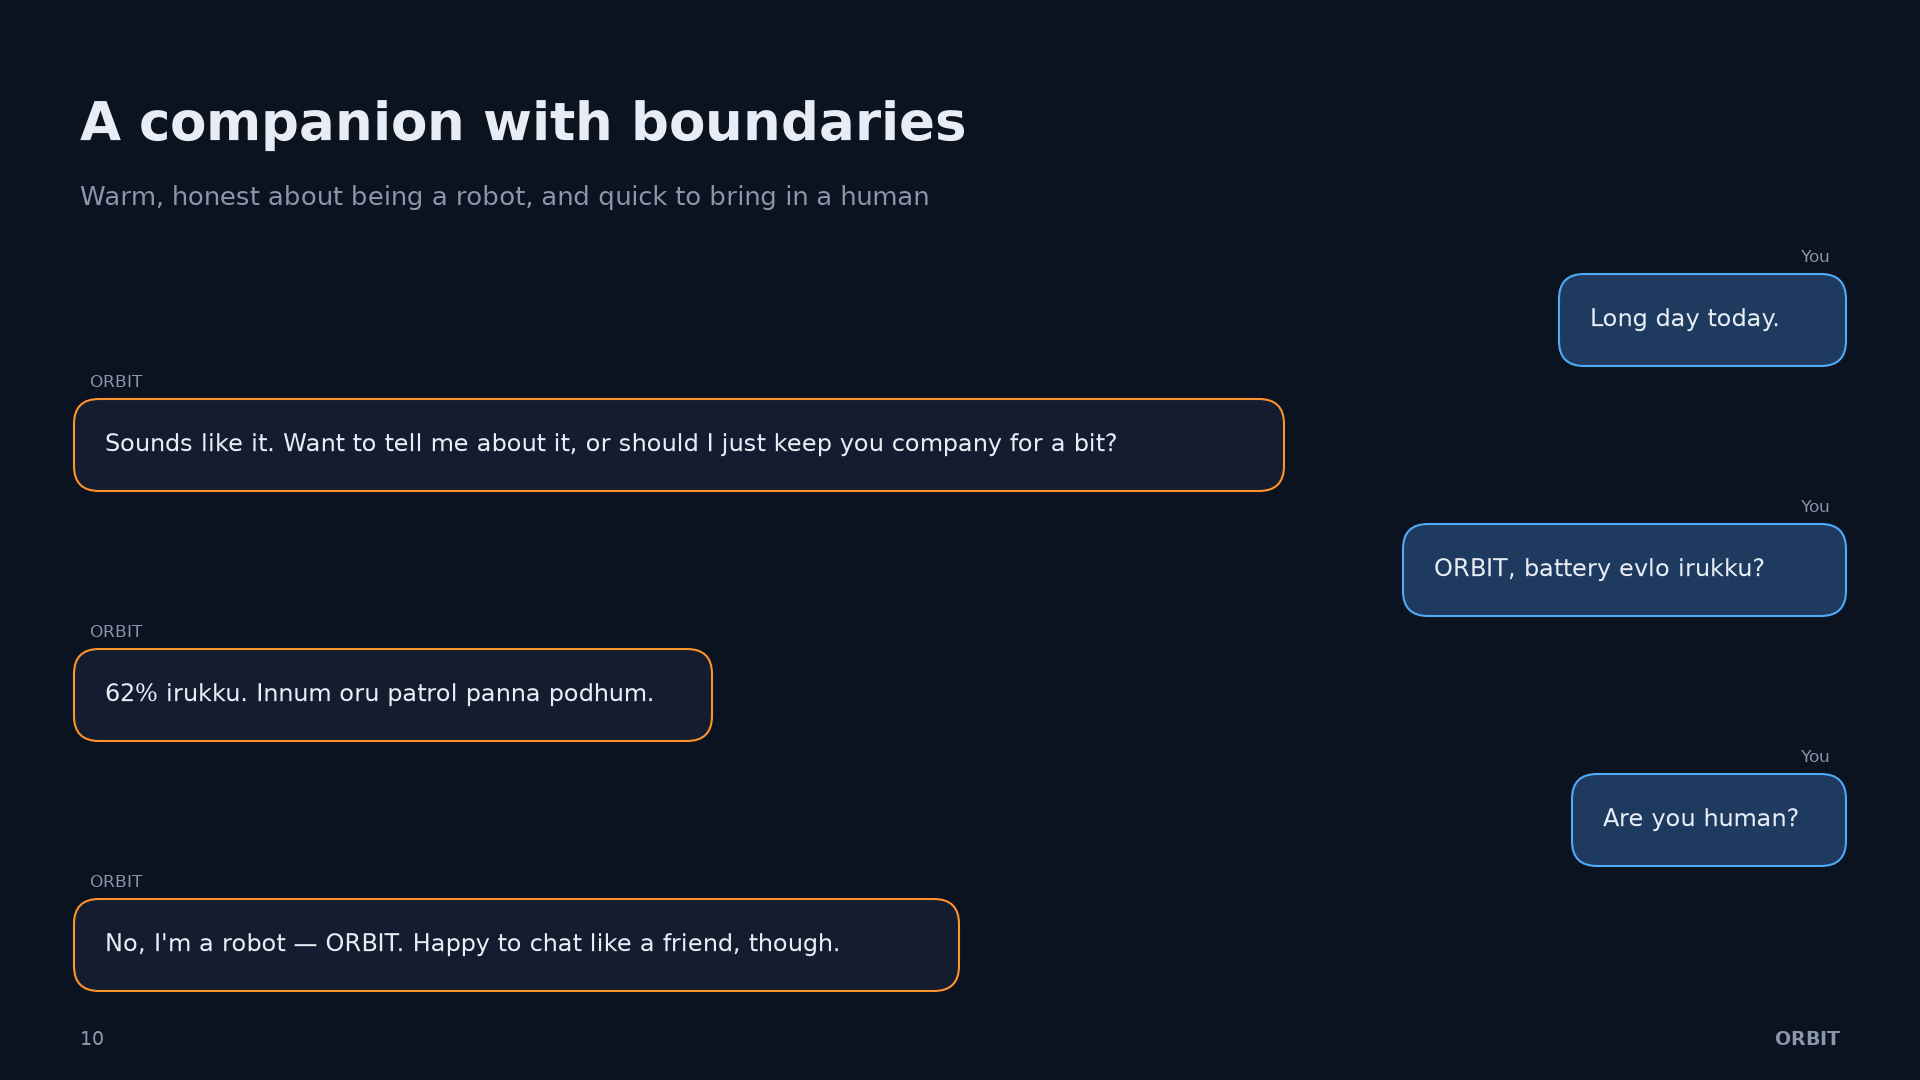 A companion with boundaries
Warm, honest about being a robot, and quick to bring in a human
You
Long day today.
ORBIT
Sounds like it. Want to tell me about it, or should I just keep you company for a bit?
You
ORBIT, battery evlo irukku?
ORBIT
62% irukku. Innum oru patrol panna podhum.
You
Are you human?
ORBIT
No, I'm a robot — ORBIT. Happy to chat like a friend, though.
10
ORBIT